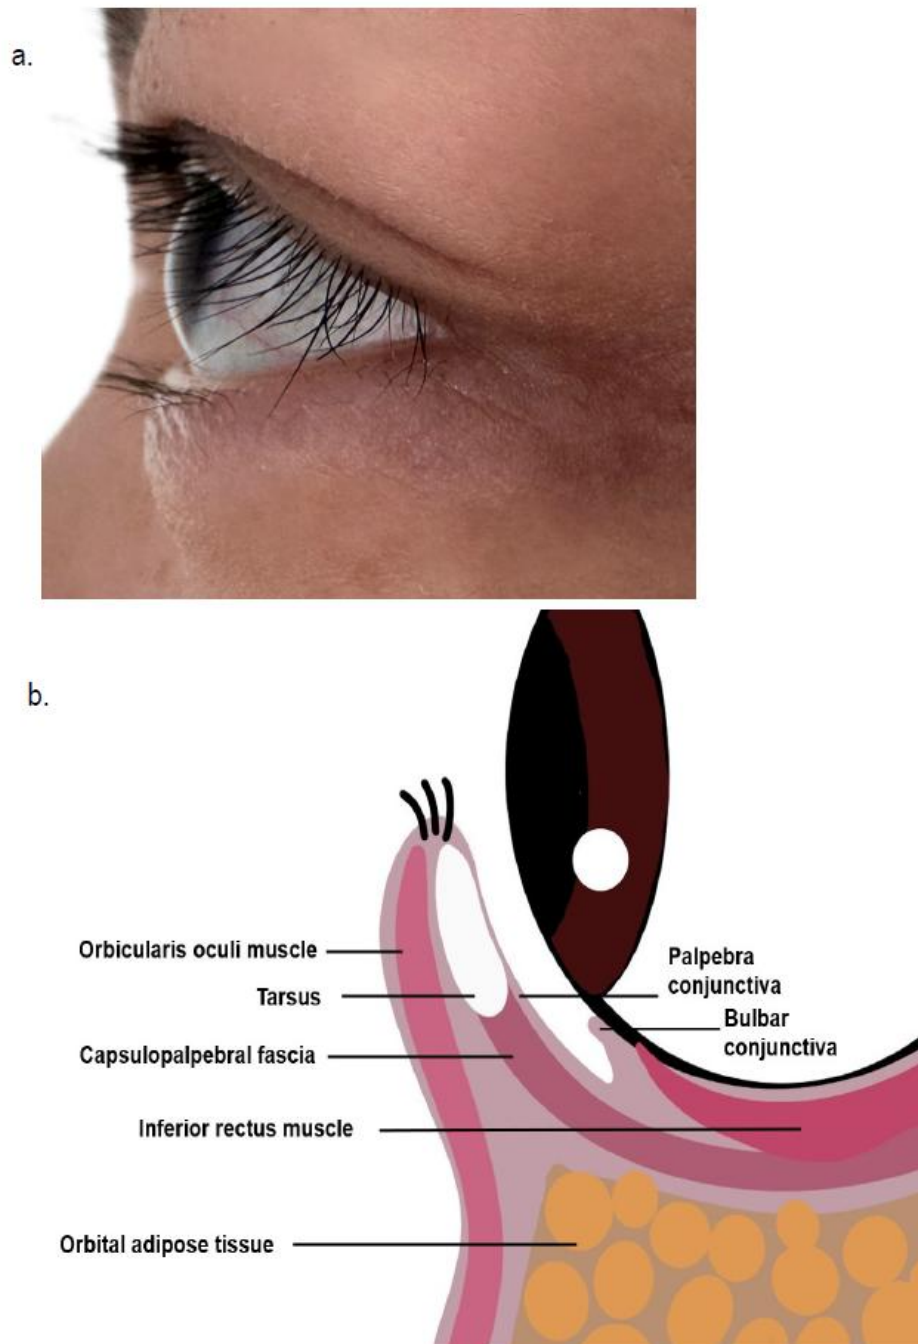 a.
b.
Orbicularis oculi muscle
Tarsus
Capsulopalpebral fascia
Inferior rectus muscle
Orbital adipose tissue
Palpebra
conjunctiva
Bulbar
conjunctiva